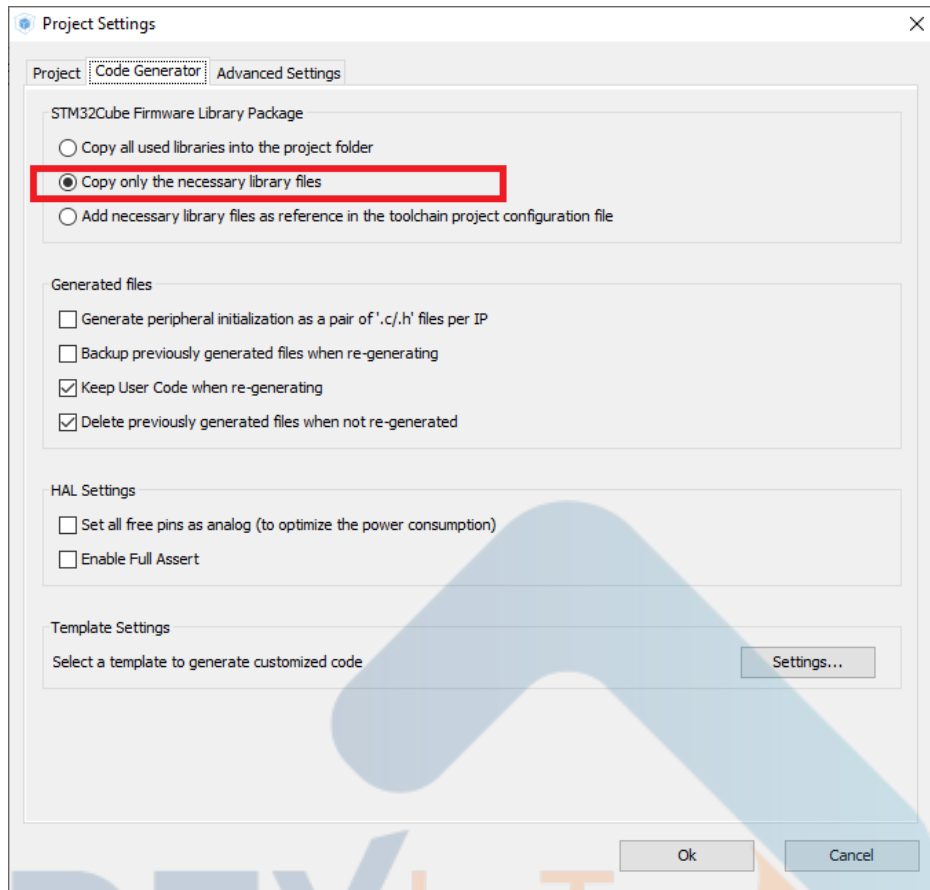 Project Settings
Project Code Generator Advanced Settings
STM32Cube Firmware Library Package
Copy all used libraries into the project folder
Copy only the necessary library files
Add necessary library files as reference in the toolchain project configuration file
Generated files
Generate peripheral initialization as a pair of '.c/.h' files per IP
Backup previously generated files when re-generating
Keep User Code when re-generating
Delete previously generated files when not re-generated
HAL Settings
Set all free pins as analog (to optimize the power consumption)
Enable Full Assert
Template Settings
Select a template to generate customized code
Settings...
Ok Cancel